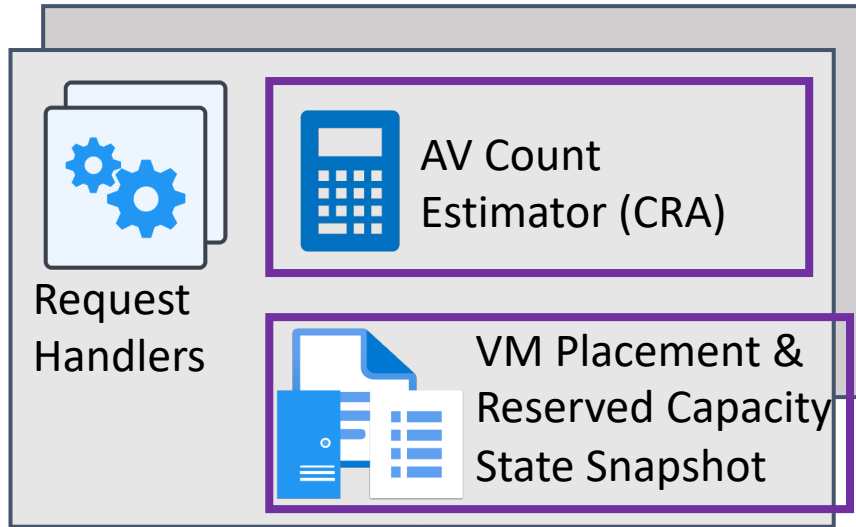 AV Count
Estimator (CRA)
Request
Handlers
VM Placement &
Reserved Capacity
State Snapshot